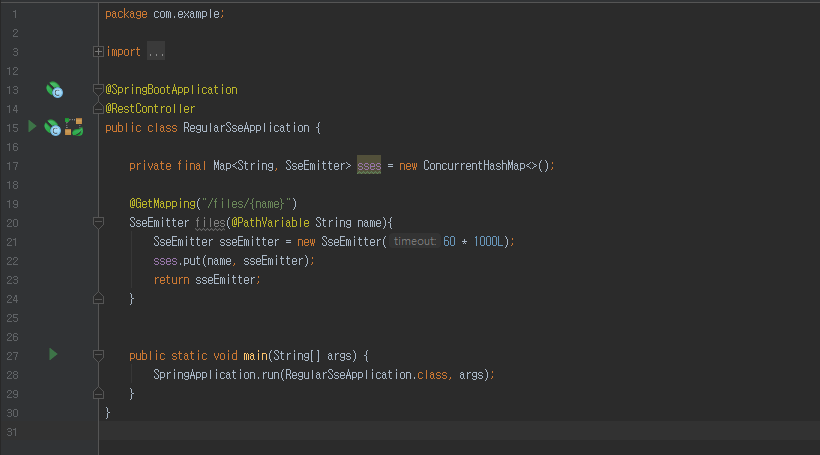 1 package com.example;
2
3 import ...
12
13 @SpringBootApplication
14 @RestController
15 public class RegularSseApplication {
16
17 private final Map<String, SseEmitter> sses = new ConcurrentHashMap<>();
18
19 @GetMapping("/files/{name}")
20 SseEmitter files(@PathVariable String name){
21 SseEmitter sseEmitter = new SseEmitter( timeout: 60 * 1000L);
22 sses.put(name, sseEmitter);
23 return sseEmitter;
24 }
25
26
27 public static void main(String[] args) {
28 SpringApplication.run(RegularSseApplication.class, args);
29 }
30 }
31